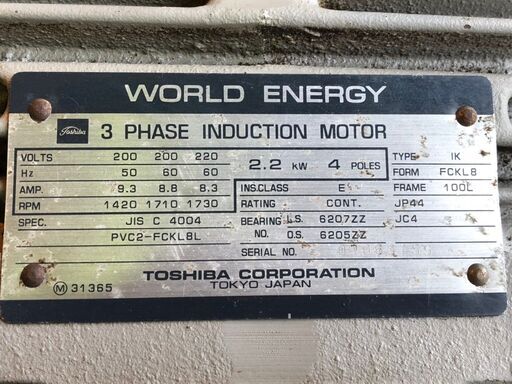 WORLD ENERGY
Toshiba 3 PHASE INDUCTION MOTOR
VOLTS 200 200 220 2.2 kW 4 POLES TYPE IK
Hz 50 60 60 FORM FCKL8
AMP. 9.3 8.8 8.3 INS.CLASS E FRAME 100L
RPM 1420 1710 1730 RATING CONT. JP44
SPEC. JIS C 4004 BEARING L.S. 6207ZZ JC4
PVC2-FCKL8L NO. O.S. 6205ZZ
SERIAL NO.
TOSHIBA CORPORATION
TOKYO JAPAN
Ⓜ 31365